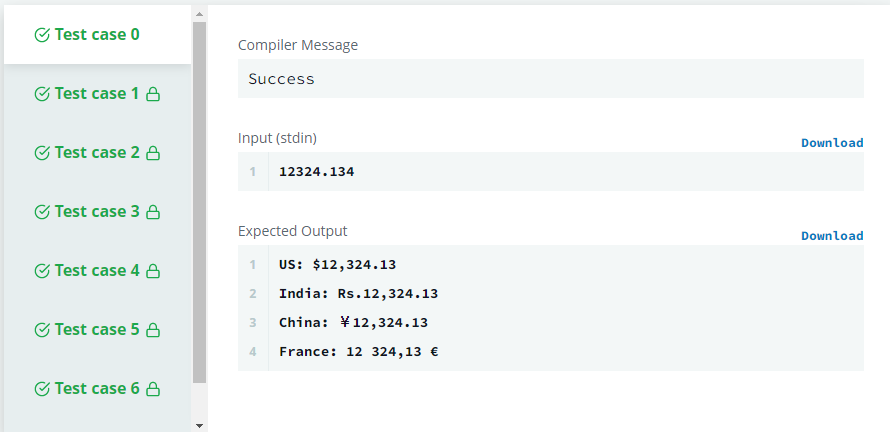 Test case 0
Test case 1
Test case 2
Test case 3
Test case 4
Test case 5
Test case 6
Compiler Message
Success
Input (stdin)
Download
1 12324.134
Expected Output
Download
1 US: $12,324.13
2 India: Rs.12,324.13
3 China: ￥12,324.13
4 France: 12 324,13 €